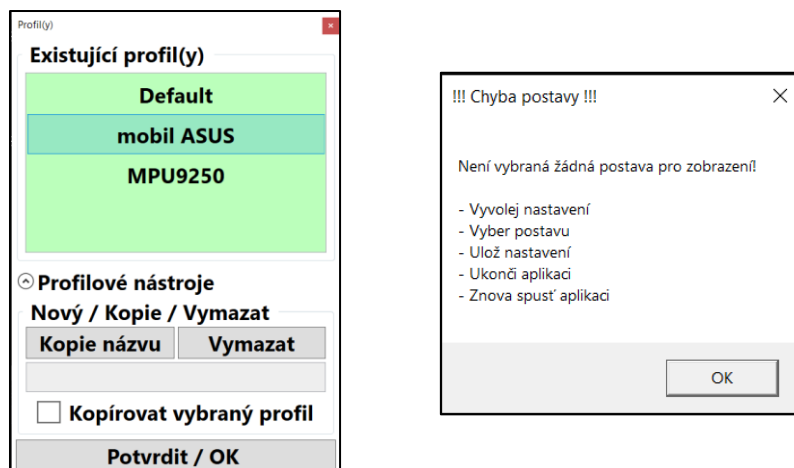 Profil(y)
Existující profil(y)
Default
mobil ASUS
MPU9250
Profilové nástroje
Nový / Kopie / Vymazat
Kopie názvu
Vymazat
Kopírovat vybraný profil
Potvrdit / OK
!!! Chyba postavy !!!
Není vybraná žádná postava pro zobrazení!
- Vyvolej nastavení
- Vyber postavu
- Ulož nastavení
- Ukonči aplikaci
- Znova spusť aplikaci
OK